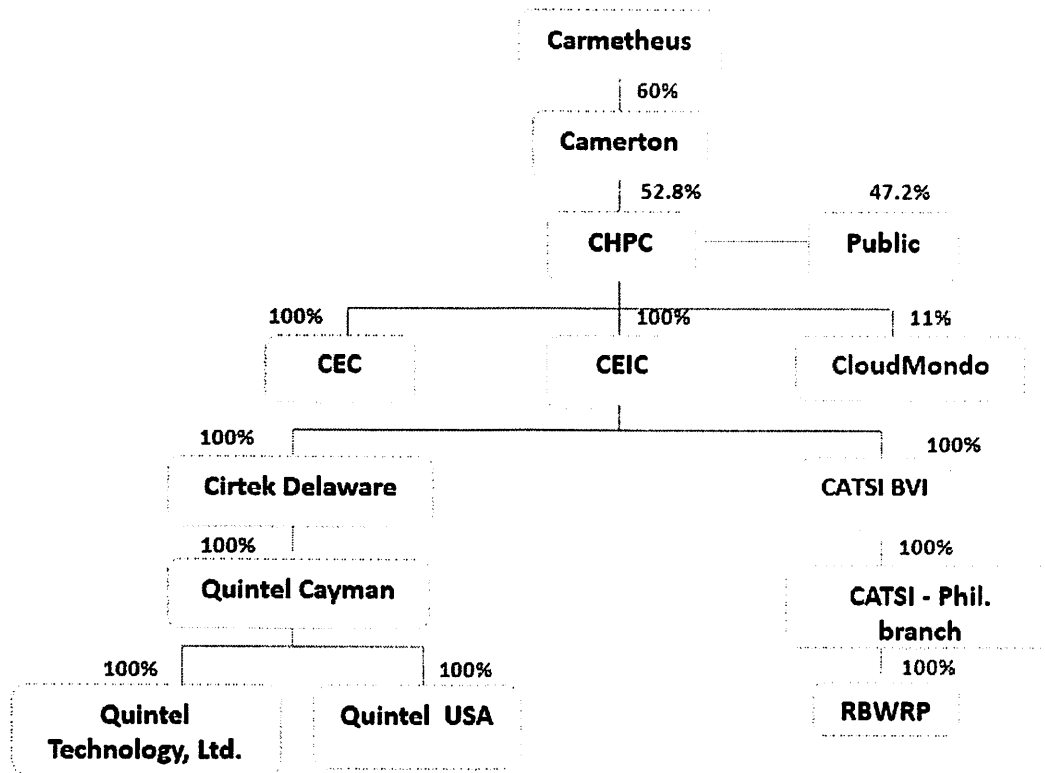 Carmetheus
60%
Camerton
52.8%
47.2%
CHPC
Public
100%
100%
11%
CEC
CEIC
CloudMondo
100%
100%
Cirtek Delaware
CATSI BVI
100%
100%
Quintel Cayman
CATSI - Phil.
branch
100%
100%
100%
Quintel
Technology, Ltd.
Quintel USA
RBWRP